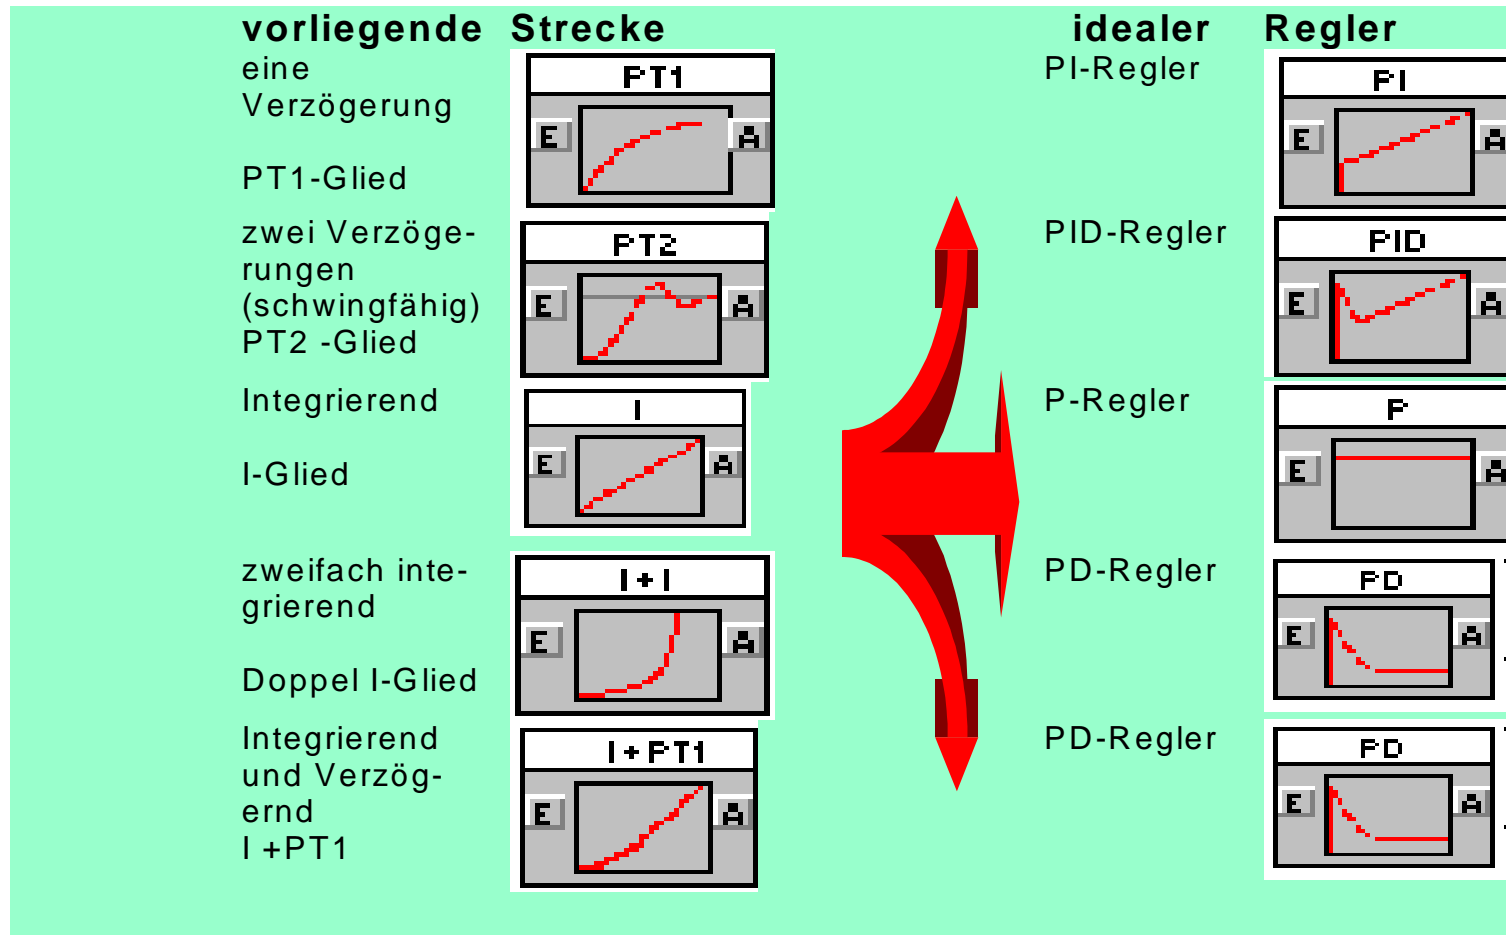 vorliegende Strecke
idealer Regler
eine
Verzögerung
PT1-Glied
PT1
E A
PI-Regler
PI
E A
zwei Verzöge-
rungen
(schwingfähig)
PT2 -Glied
PT2
E A
PID-Regler
PID
E A
Integrierend
I-Glied
I
E A
P-Regler
P
E A
zweifach inte-
grierend
Doppel I-Glied
I+I
E A
PD-Regler
PD
E A
Integrierend
und Verzög-
ernd
I +PT1
I+PT1
E A
PD-Regler
PD
E A